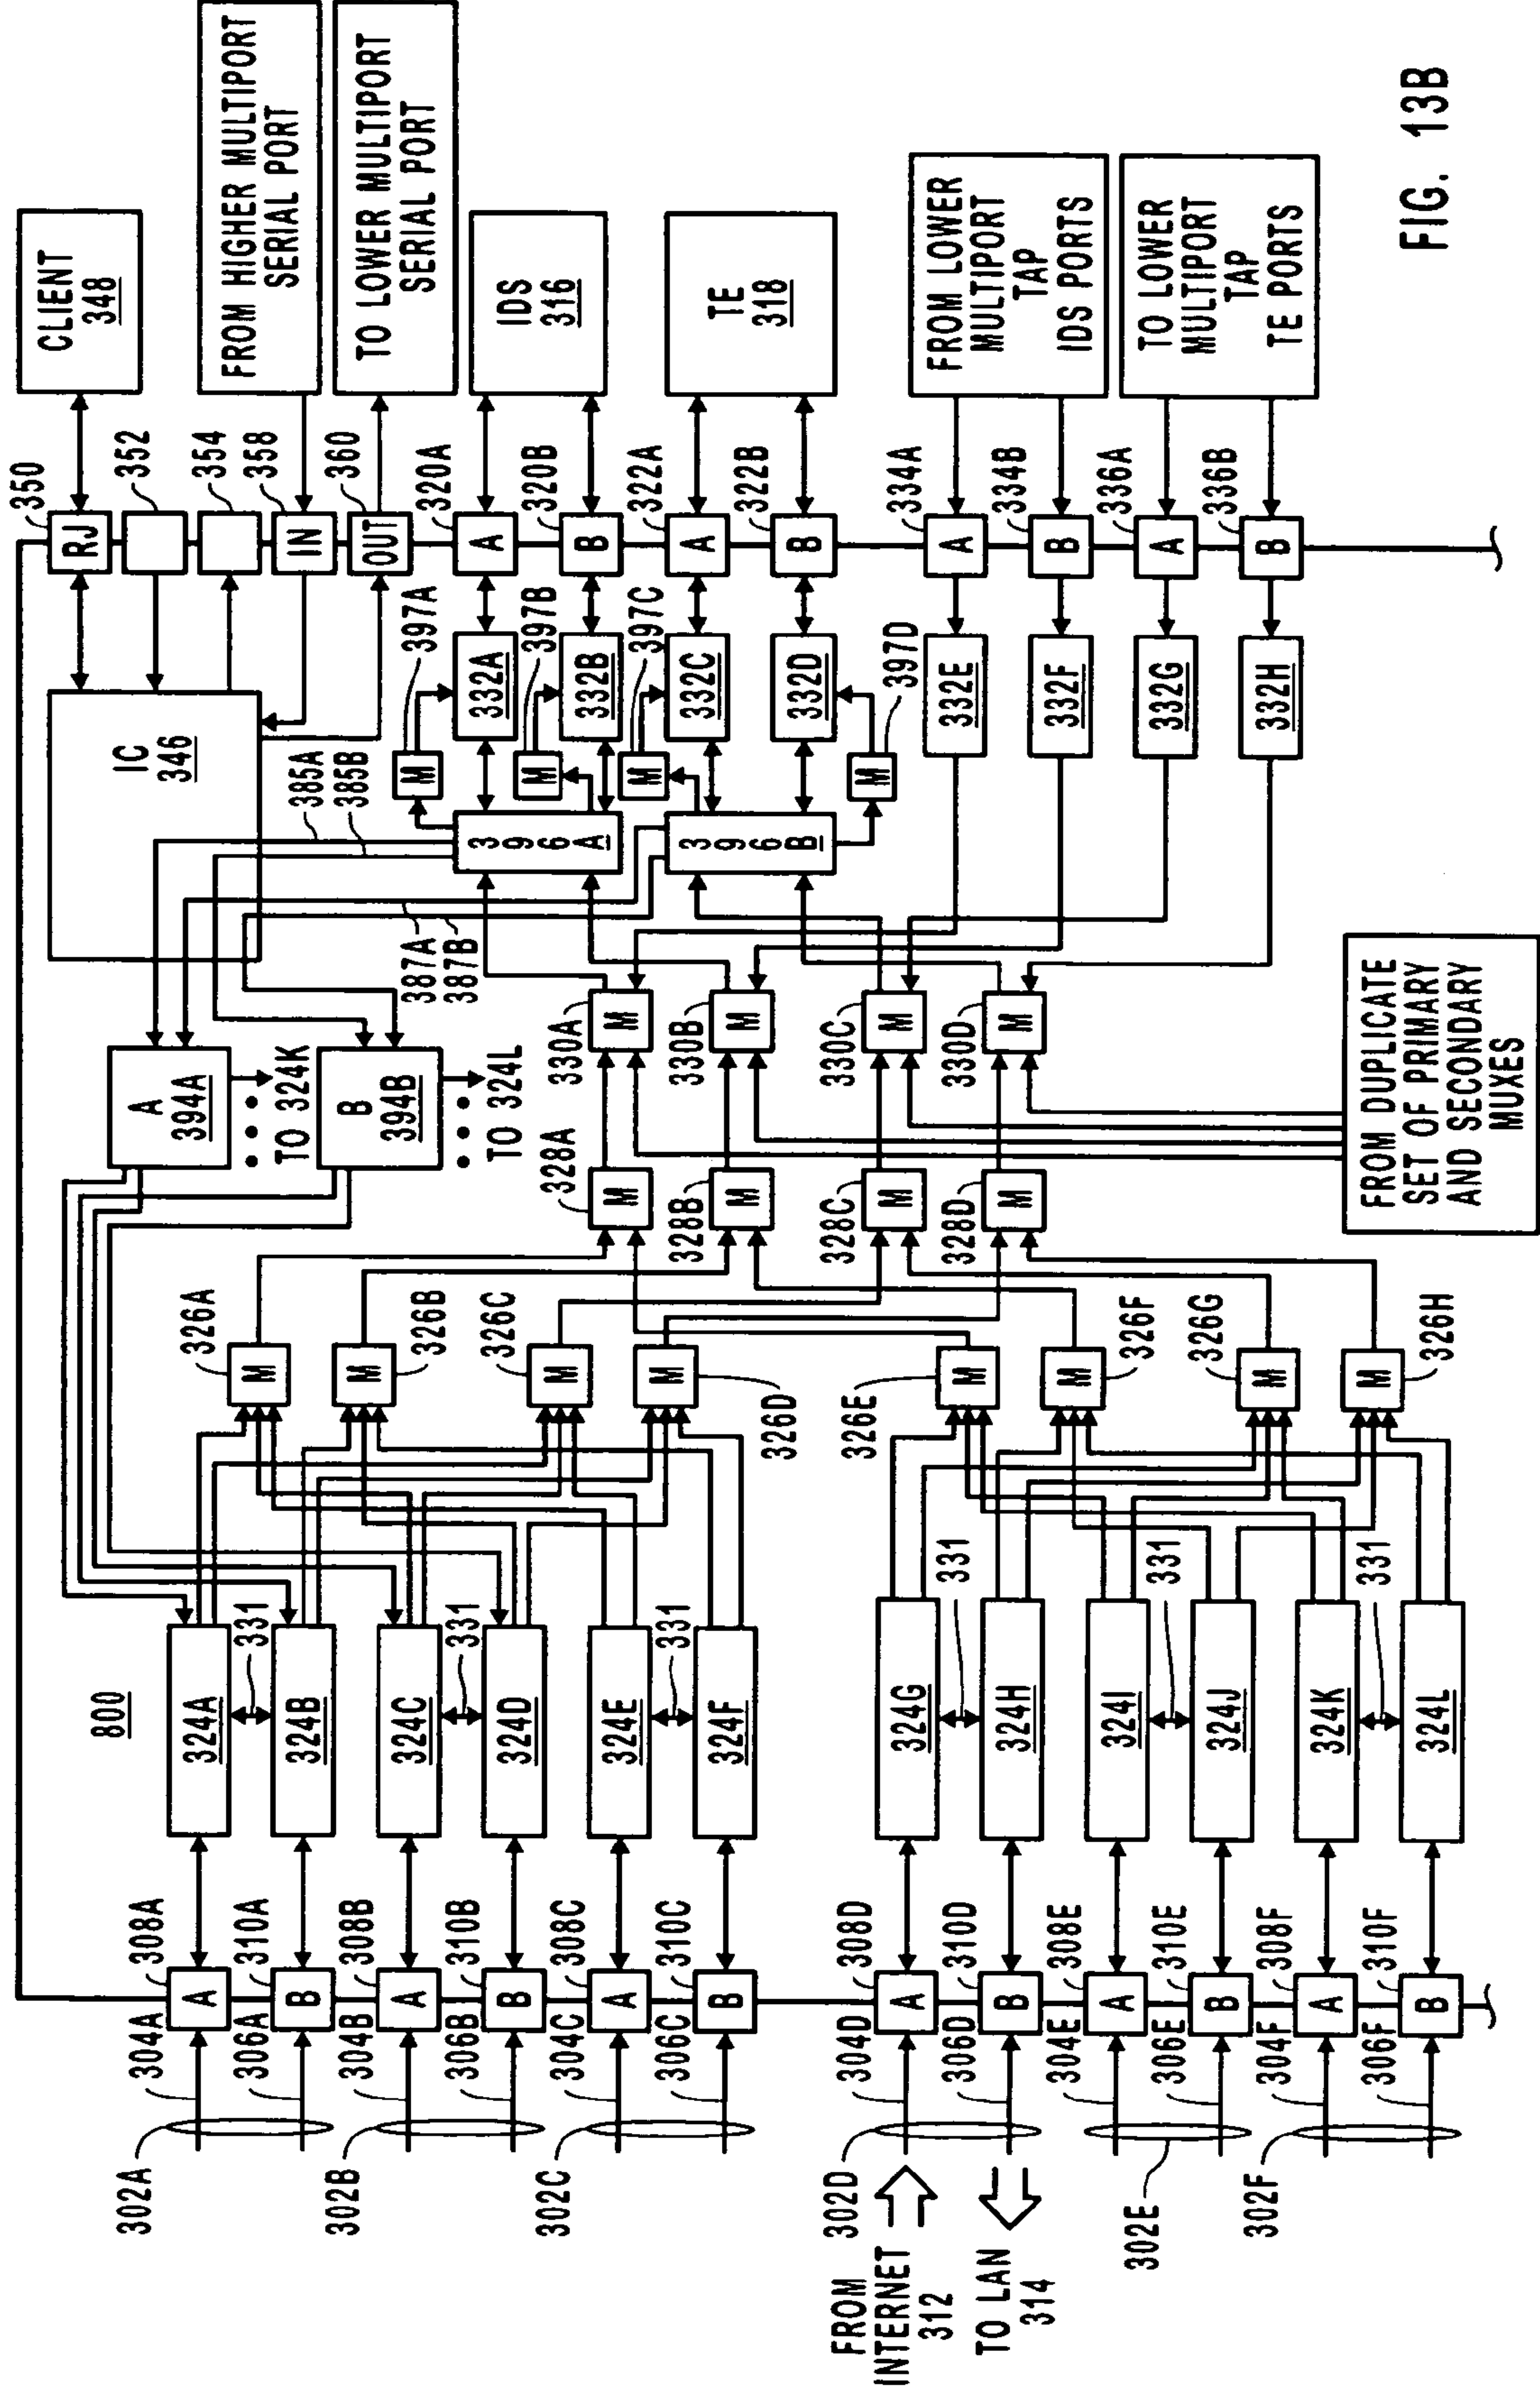 800
302A
304A
308A
A
306A
310A
B
302B
304B
308B
A
306B
310B
B
302C
304C
308C
A
306C
310C
B
FROM
INTERNET
312
TO LAN
314
302D
304D
308D
A
306D
310D
B
302E
304E
308E
A
306E
310E
B
302F
304F
308F
A
306F
310F
B
324A
331
324B
324C
331
324D
324E
331
324F
324G
331
324H
324I
331
324J
324K
331
324L
326A
M
326B
M
326C
M
326D
M
326E
M
326F
M
326G
M
326H
M
A
394A
TO 324K
B
394B
TO 324L
328A
M
328B
M
328C
M
328D
M
330A
M
330B
M
330C
M
330D
M
FROM DUPLICATE
SET OF PRIMARY
AND SECONDARY
MUXES
IC
346
385A
385B
387A
387B
396A
396B
M
397A
M
397B
M
397C
M
397D
332A
332B
332C
332D
332E
332F
332G
332H
350
RJ
352
354
358
IN
360
OUT
320A
A
320B
B
322A
A
322B
B
334A
A
334B
B
336A
A
336B
B
CLIENT
348
FROM HIGHER MULTIPORT
SERIAL PORT
TO LOWER MULTIPORT
SERIAL PORT
IDS
316
TE
318
FROM LOWER
MULTIPORT
TAP
IDS PORTS
TO LOWER
MULTIPORT
TAP
TE PORTS
FIG. 13B